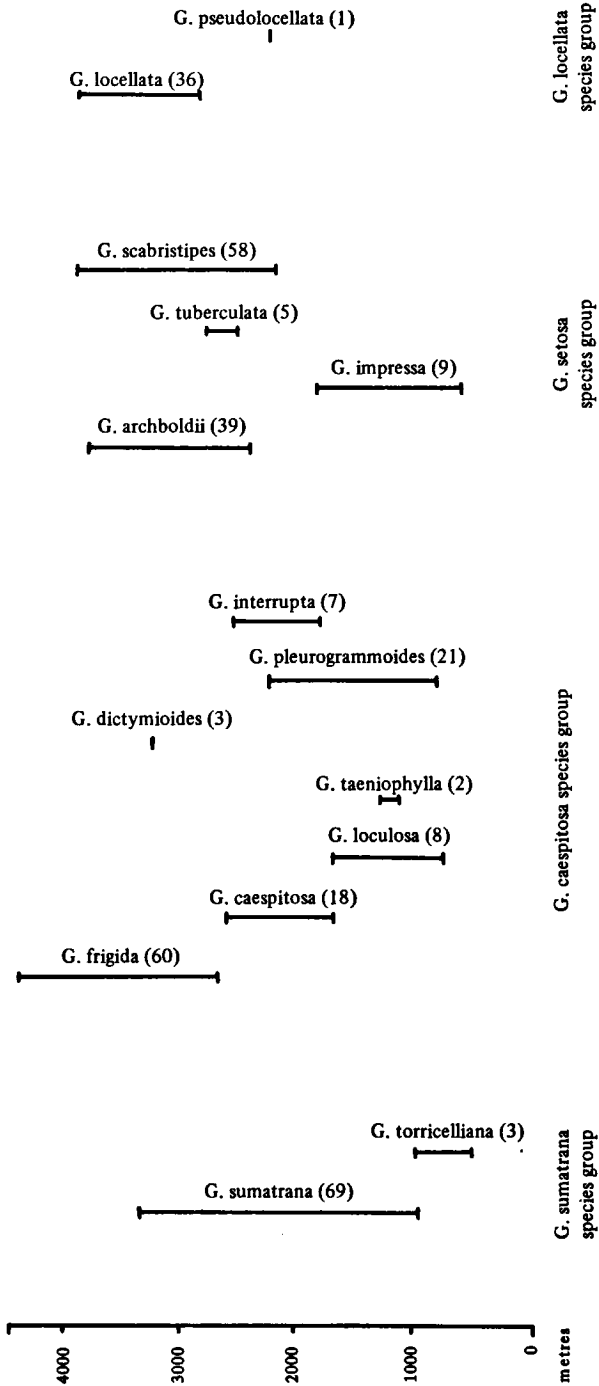 G. pseudolocellata (1)
G. locellata (36)
G. locellata
species group
G. scabristipes (58)
G. tuberculata (5)
G. impressa (9)
G. archboldii (39)
G. setosa
species group
G. interrupta (7)
G. pleurogrammoides (21)
G. dictymioides (3)
G. taeniophylla (2)
G. loculosa (8)
G. caespitosa (18)
G. frigida (60)
G. caespitosa species group
G. torricelliana (3)
G. sumatrana (69)
G. sumatrana
species group
4000
3000
2000
1000
0
metres